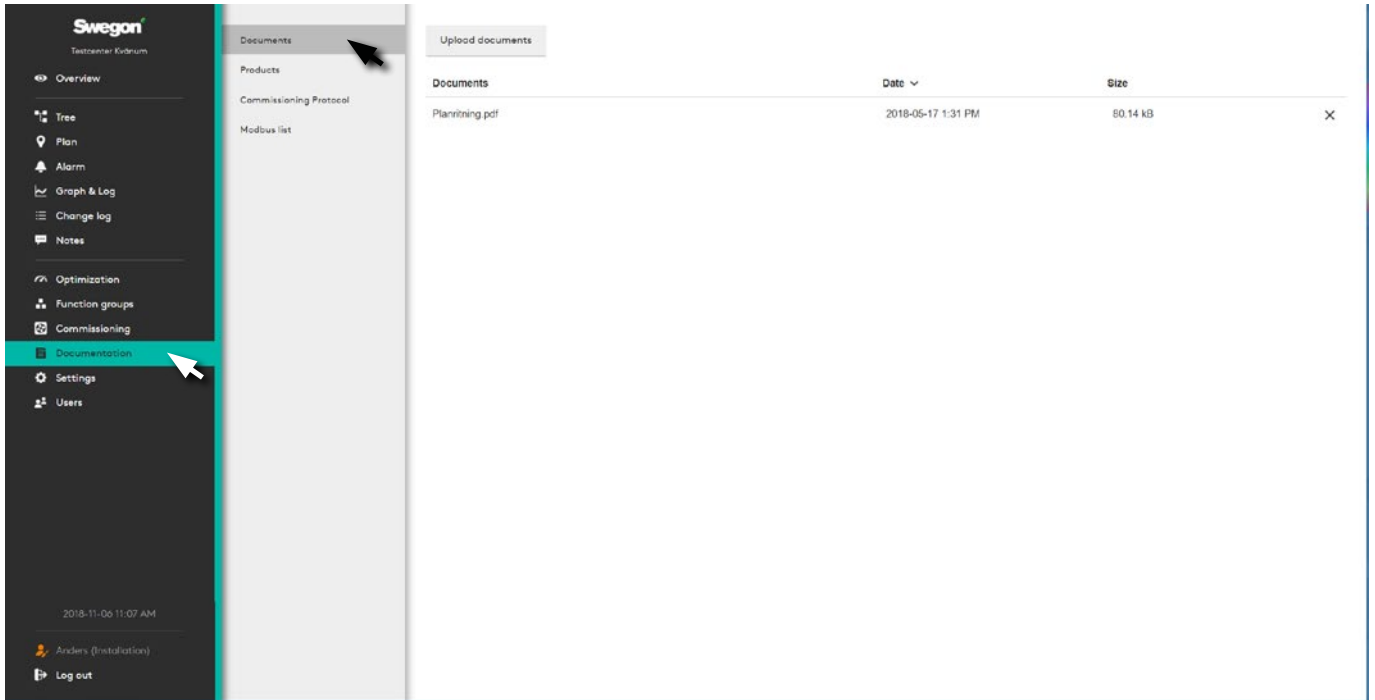 Swegon
Testcenter Kvänum
Overview
Tree
Plan
Alarm
Graph & Log
Change log
Notes
Optimization
Function groups
Commissioning
Documentation
Settings
Users
2018-11-06 11:07 AM
Anders (Installation)
Log out
Documents
Products
Commissioning Protocol
Modbus list
Upload documents
Documents Date Size
Planritning.pdf 2018-05-17 1:31 PM 80.14 kB